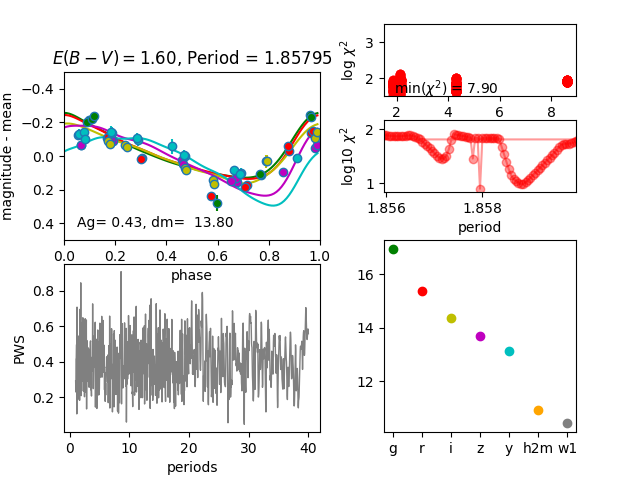 E(B − V) = 1.60, Period = 1.85795
magnitude - mean
−0.4
−0.2
0.0
0.2
0.4
Ag= 0.43, dm=  13.80
0.0 0.2 0.4 0.6 0.8 1.0
phase
log χ²
3
2
min(χ²) = 7.90
2 4 6 8
log10 χ²
2
1
1.856 1.858
period
PWS
0.8
0.6
0.4
0.2
0 10 20 30 40
periods
16
14
12
g r i z y h2m w1